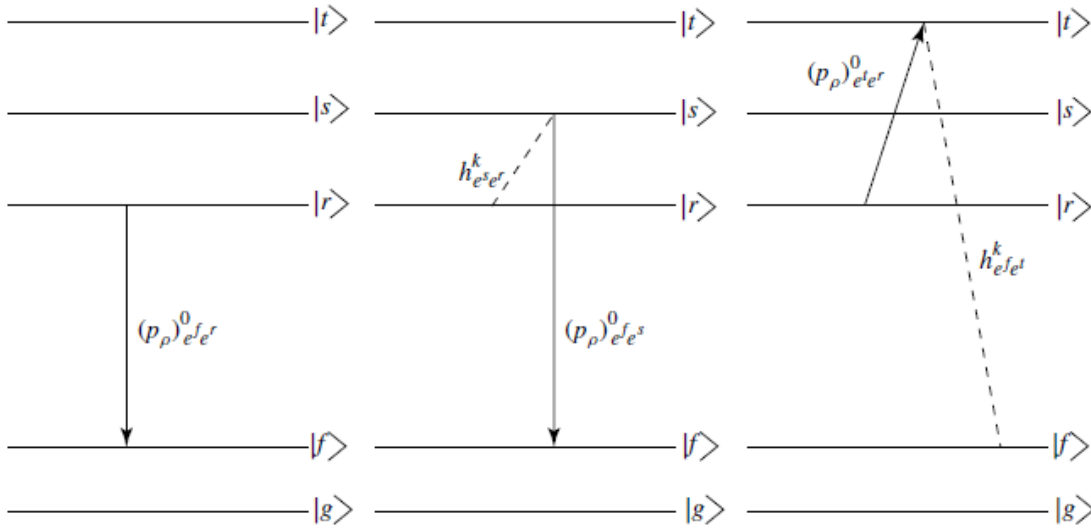 |t> |t> |t>
(p_ρ)^0_{e^t e^r}
|s> |s> |s>
h^k_{e^s e^r}
|r> |r> |r>
h^k_{e^f e^t}
(p_ρ)^0_{e^f e^r} (p_ρ)^0_{e^f e^s}
|f> |f> |f>
|g> |g> |g>